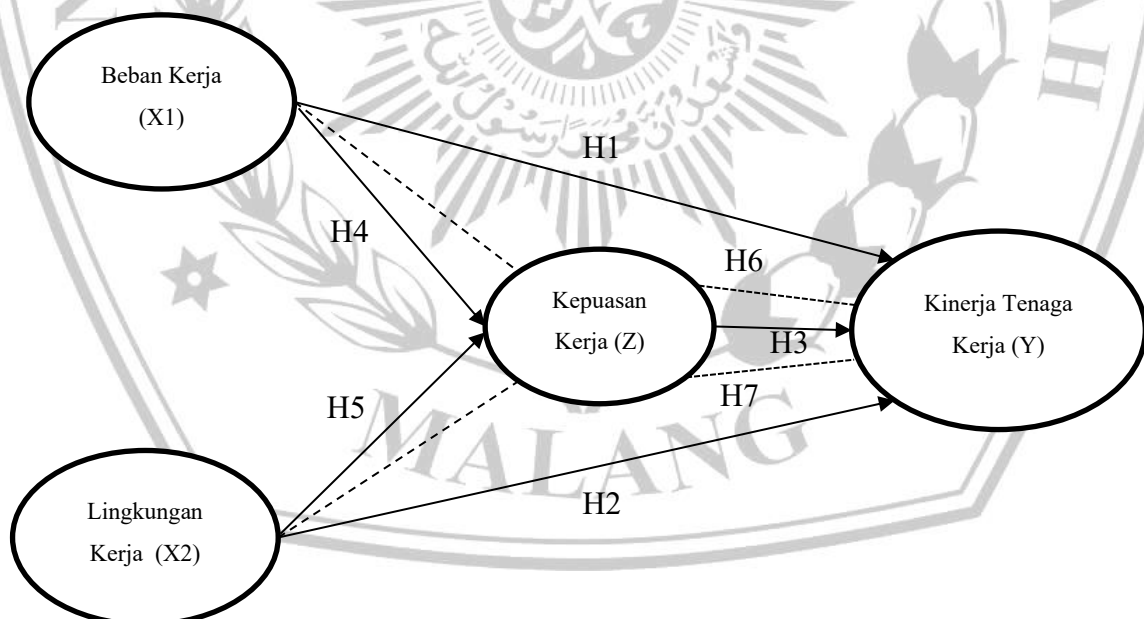 Beban Kerja
(X1)
H1
H4
H6
Kepuasan
Kerja (Z)
Kinerja Tenaga
Kerja (Y)
H3
H5
H7
MALANG
H2
Lingkungan
Kerja (X2)